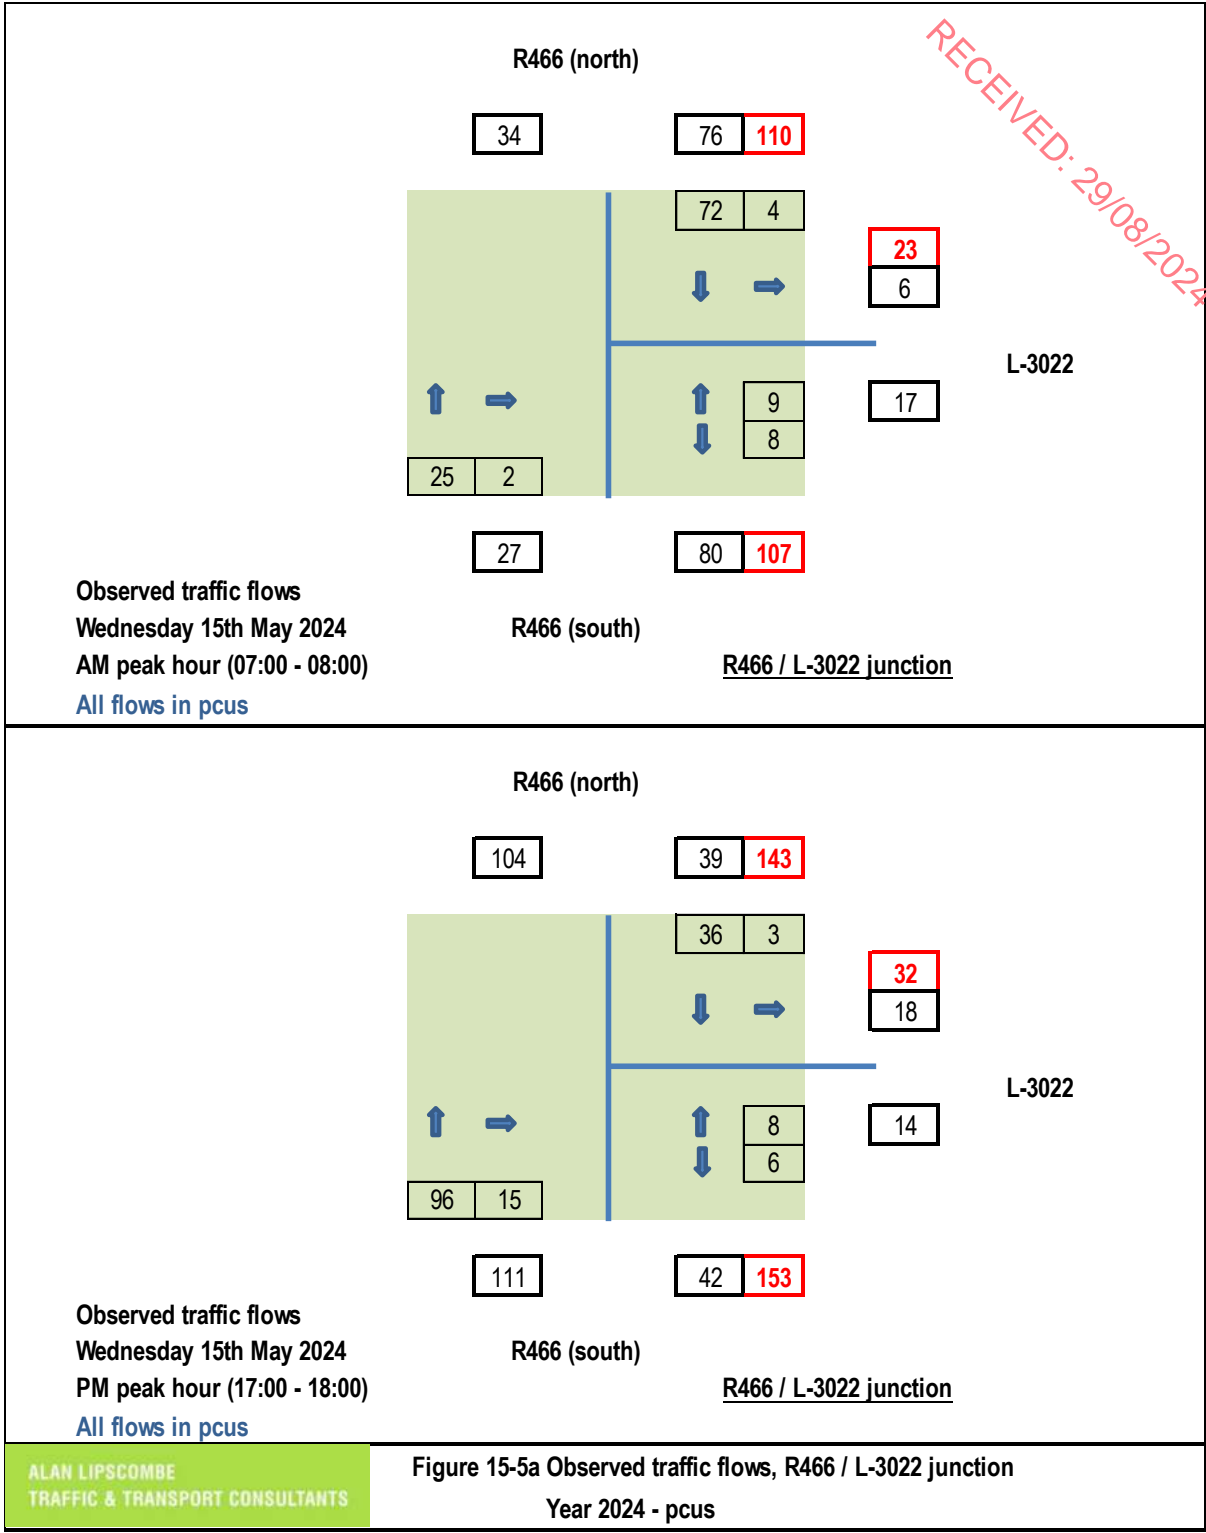 R466 (north)
RECEIVED: 29/08/2024
34 76 110
72 4
23
6
L-3022
9 17
8
25 2
27 80 107
Observed traffic flows
Wednesday 15th May 2024 R466 (south)
AM peak hour (07:00 - 08:00) R466 / L-3022 junction
All flows in pcus
R466 (north)
104 39 143
36 3
32
18
L-3022
8 14
6
96 15
111 42 153
Observed traffic flows
Wednesday 15th May 2024 R466 (south)
PM peak hour (17:00 - 18:00) R466 / L-3022 junction
All flows in pcus
ALAN LIPSCOMBE
TRAFFIC & TRANSPORT CONSULTANTS
Figure 15-5a Observed traffic flows, R466 / L-3022 junction
Year 2024 - pcus